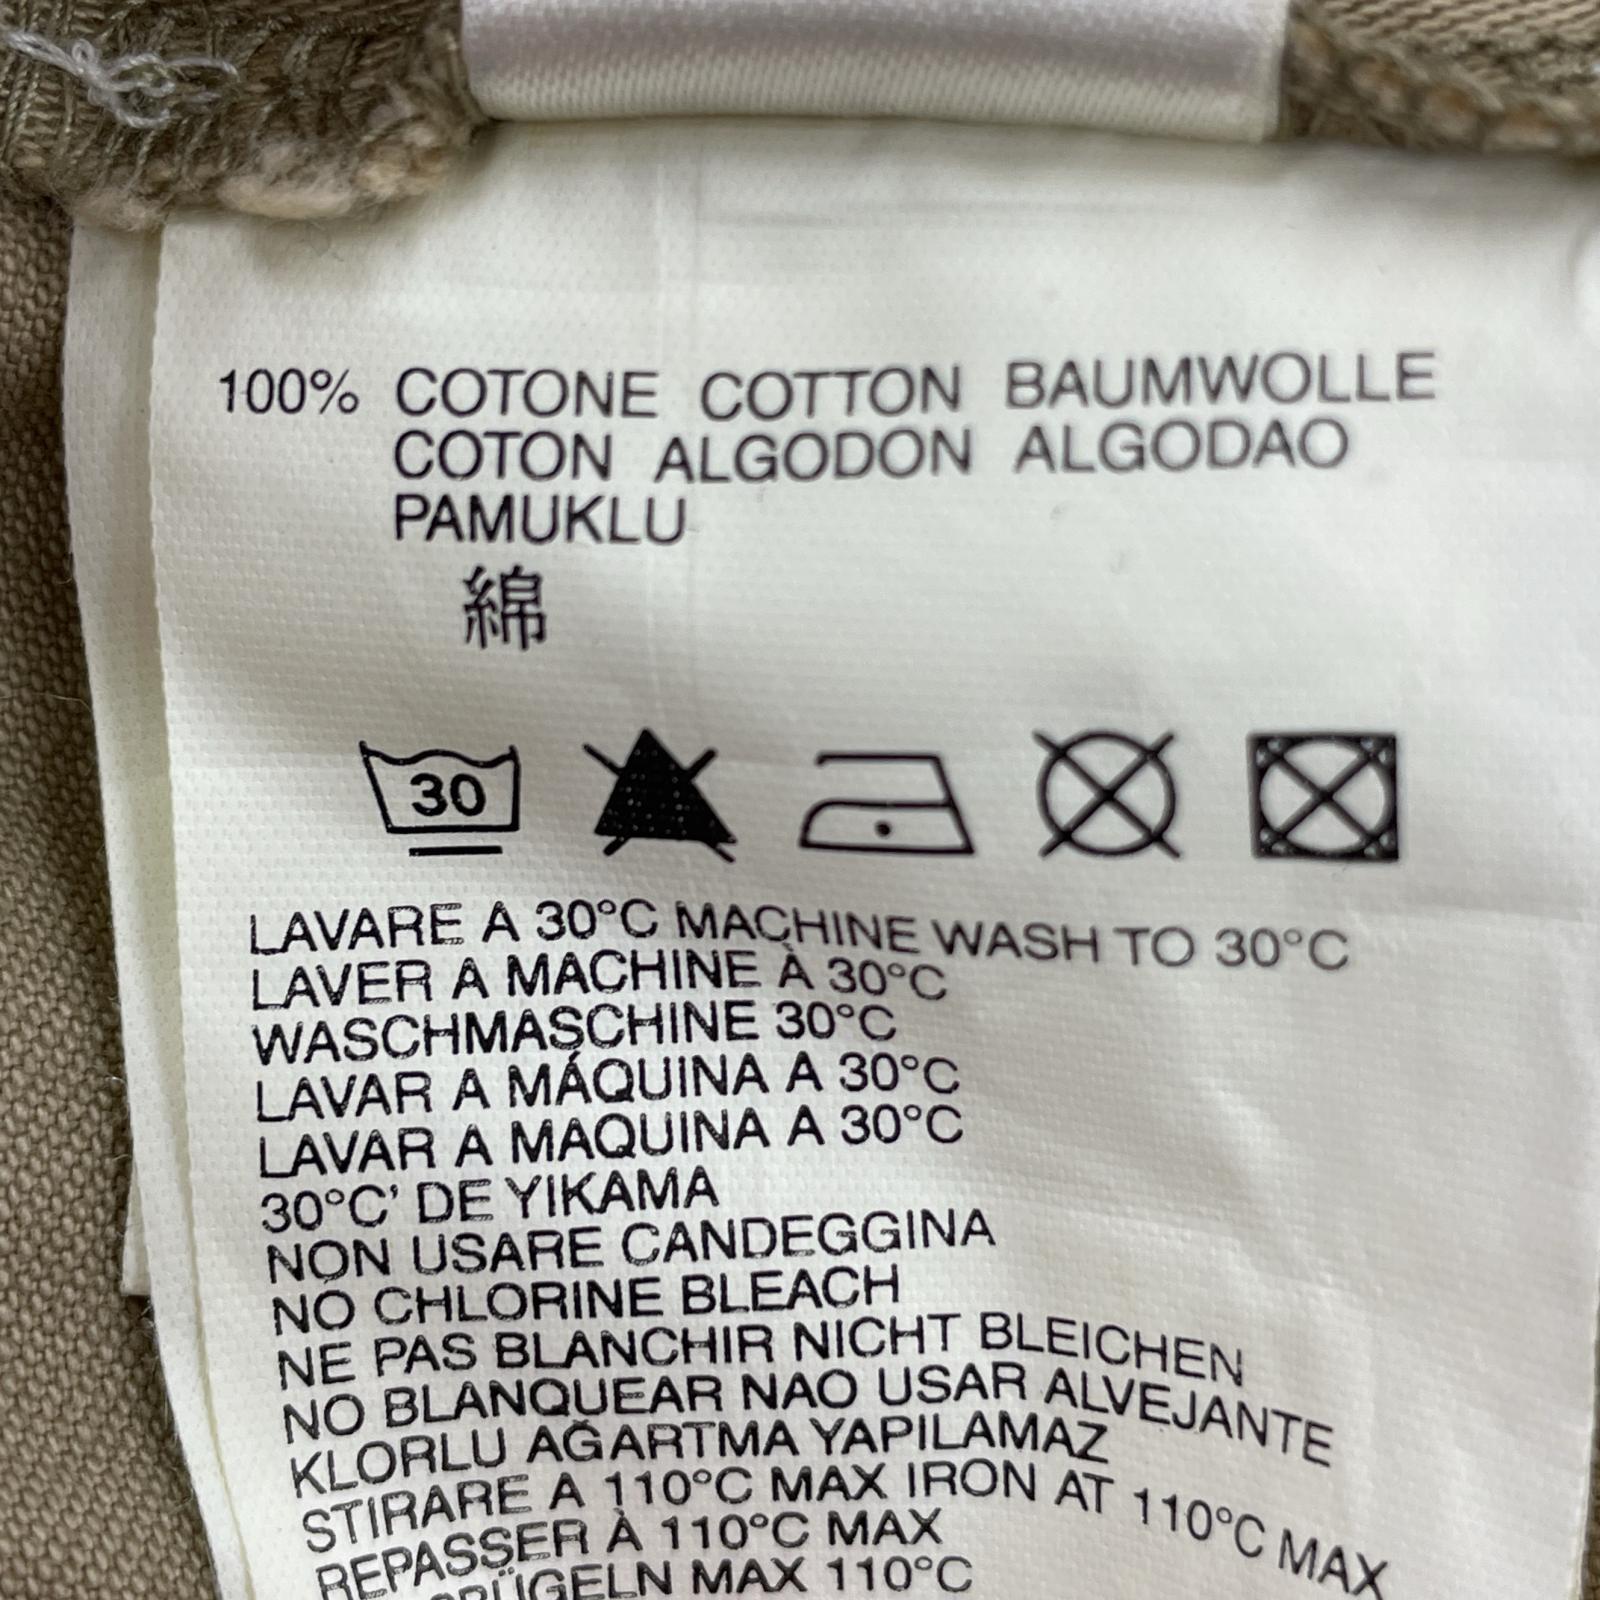 100% COTONE COTTON BAUMWOLLE
COTON ALGODON ALGODAO
PAMUKLU
綿
30
LAVARE A 30°C MACHINE WASH TO 30°C
LAVER A MACHINE À 30°C
WASCHMASCHINE 30°C
LAVAR A MÁQUINA A 30°C
LAVAR A MAQUINA A 30°C
30°C' DE YIKAMA
NON USARE CANDEGGINA
NO CHLORINE BLEACH
NE PAS BLANCHIR NICHT BLEICHEN
NO BLANQUEAR NAO USAR ALVEJANTE
KLORLU AĞARTMA YAPILAMAZ
STIRARE A 110°C MAX IRON AT 110°C MAX
REPASSER À 110°C MAX
MAX 110°C